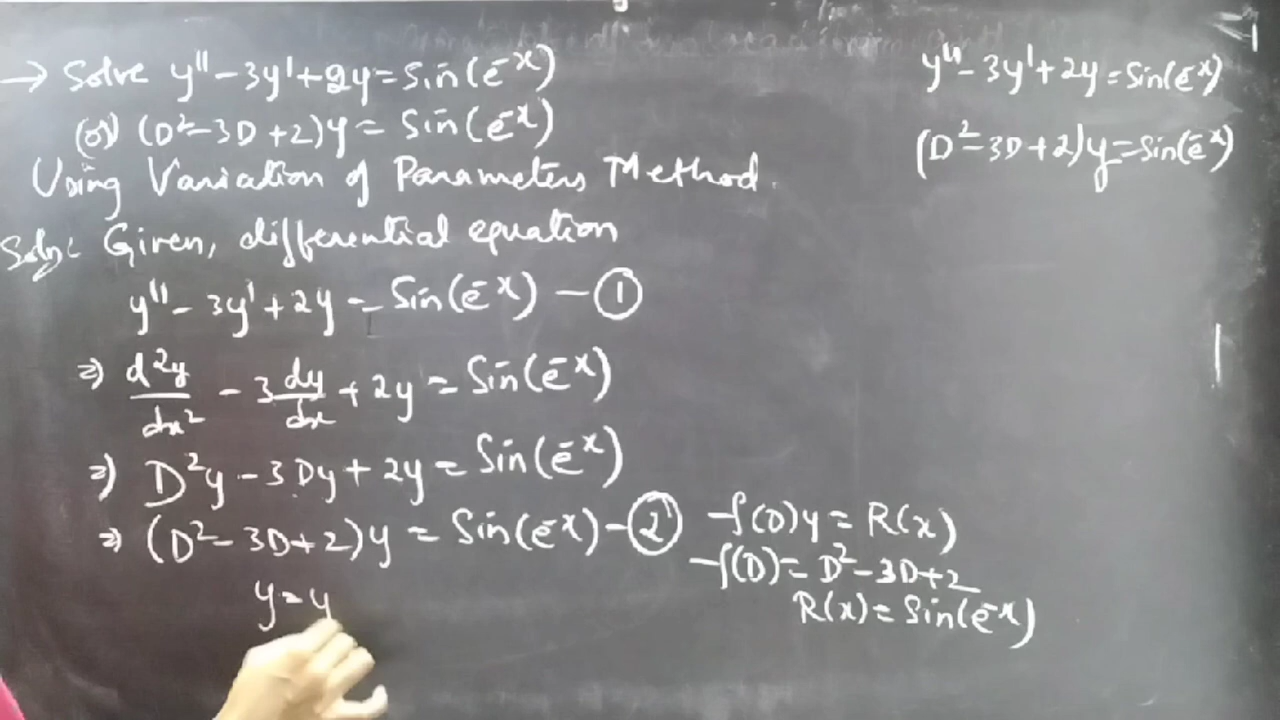 → Solve y'' - 3y' + 2y = Sin(e^-x)
(or) (D² - 3D + 2)y = Sin(e^-x)
Using Variation of Parameters Method.
Soln: Given, differential equation
y'' - 3y' + 2y = Sin(e^-x) - ①
⇒ d²y/dx² - 3 dy/dx + 2y = Sin(e^-x)
⇒ D²y - 3Dy + 2y = Sin(e^-x)
⇒ (D² - 3D + 2)y = Sin(e^-x) - ②
y = y
f(D)y = R(x)
f(D) = D² - 3D + 2
R(x) = Sin(e^-x)
y'' - 3y' + 2y = Sin(e^-x)
(D² - 3D + 2)y = Sin(e^-x)